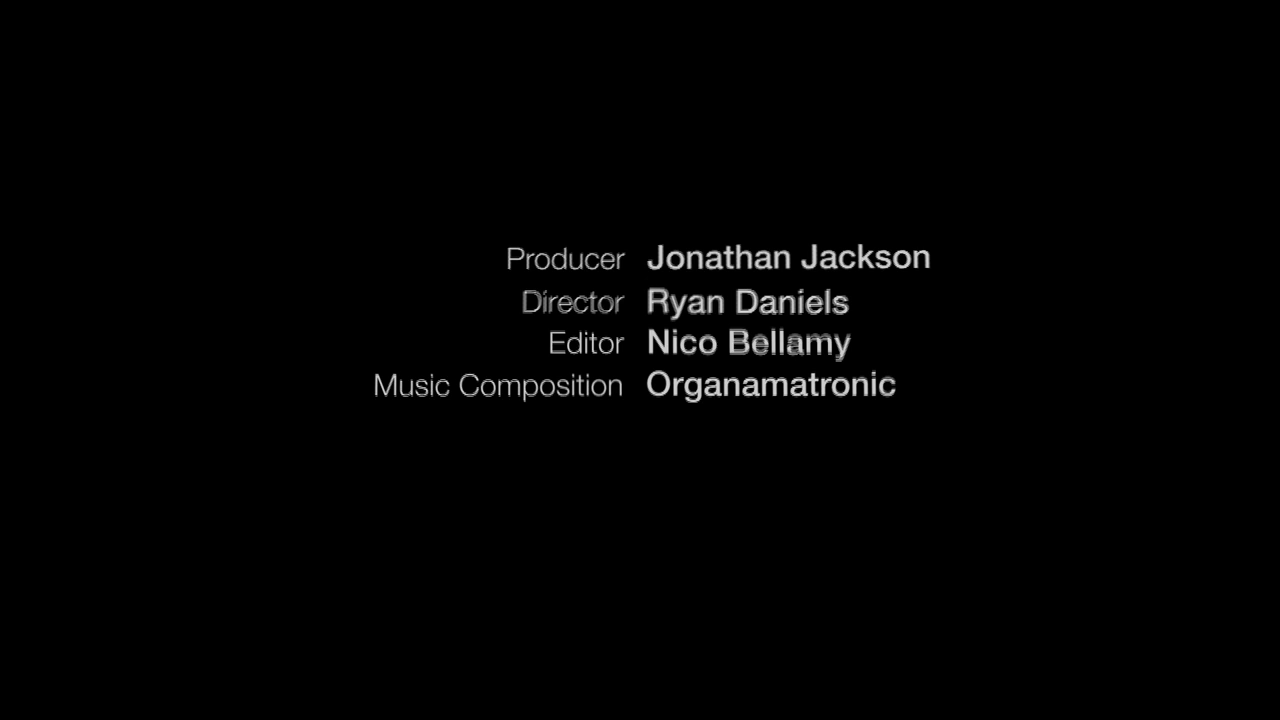 Producer Jonathan Jackson
Director Ryan Daniels
Editor Nico Bellamy
Music Composition Organamatronic